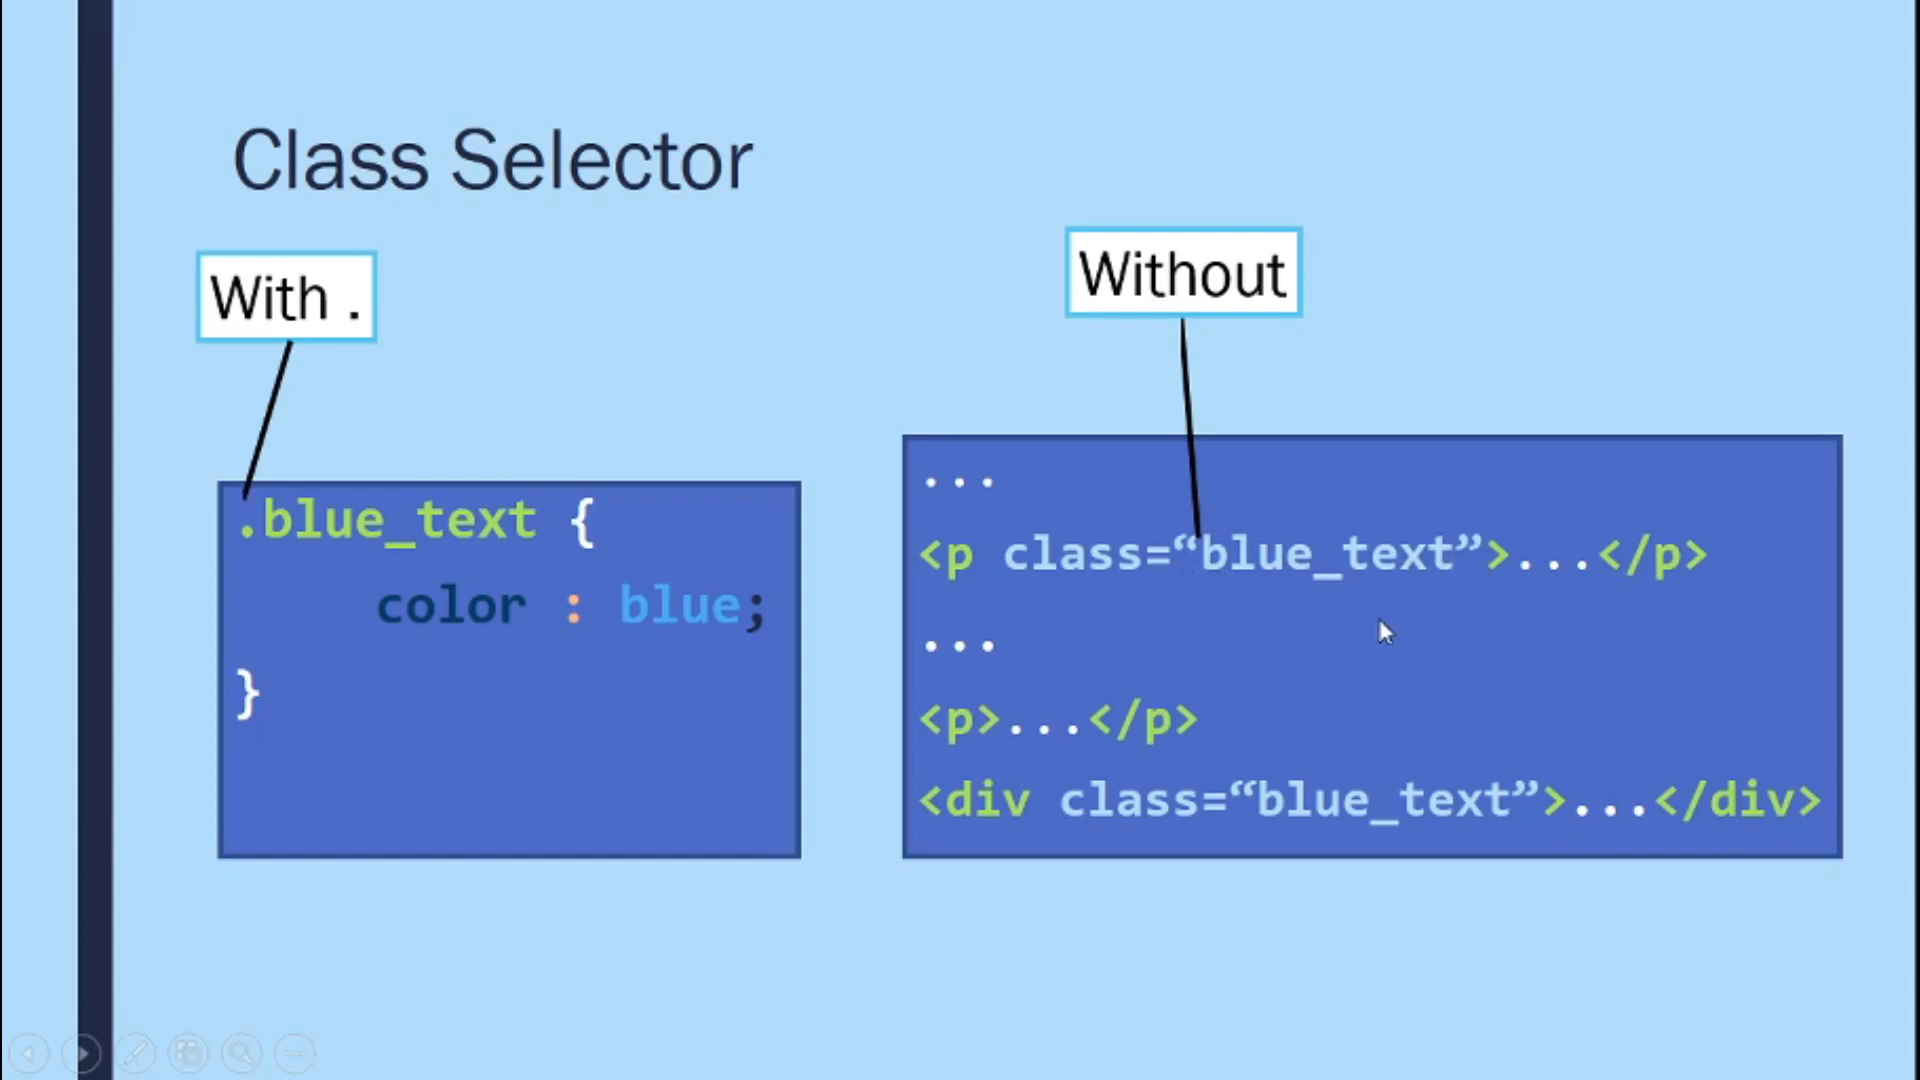 Class Selector
With .
Without
.blue_text {
color : blue;
}
...
<p class=“blue_text”>...</p>
...
<p>...</p>
<div class=“blue_text”>...</div>